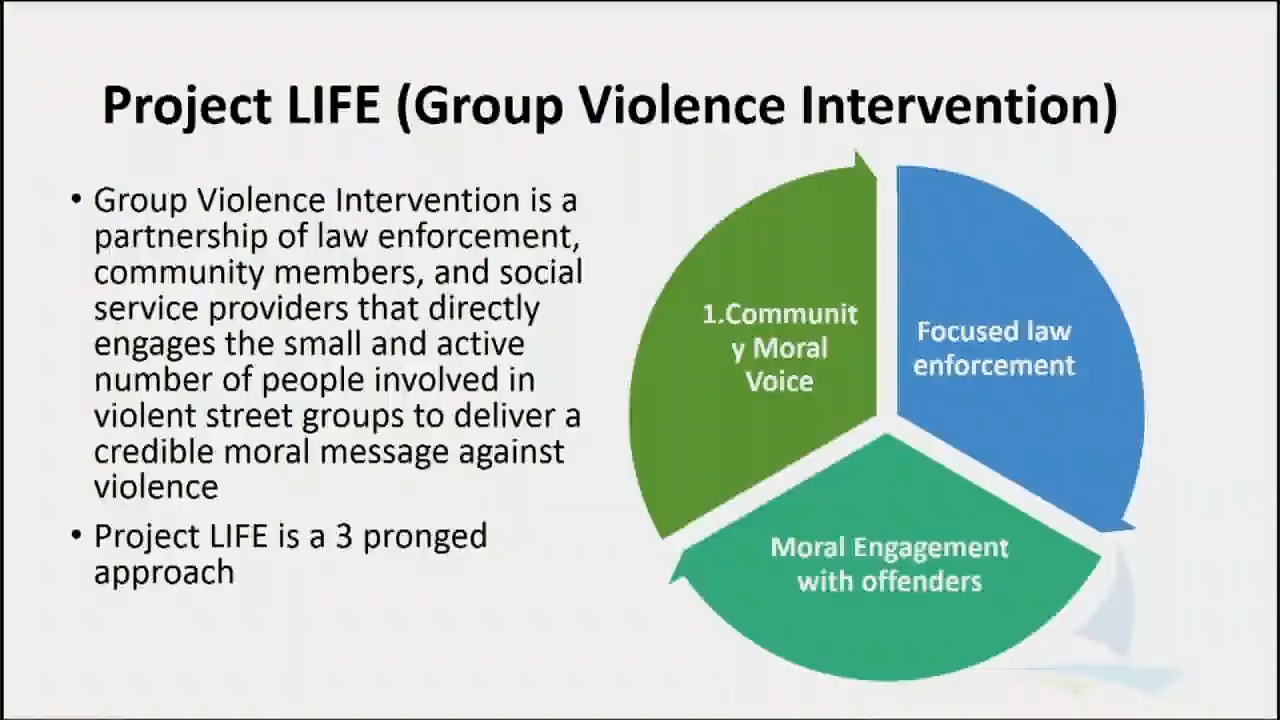 Project LIFE (Group Violence Intervention)
• Group Violence Intervention is a
partnership of law enforcement,
community members, and social
service providers that directly
engages the small and active
number of people involved in
violent street groups to deliver a
credible moral message against
violence
• Project LIFE is a 3 pronged
approach
1.Communit
y Moral
Voice
Focused law
enforcement
Moral Engagement
with offenders